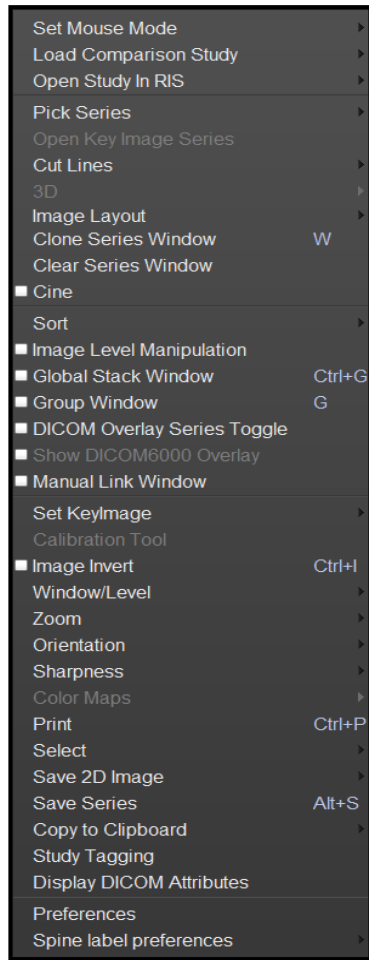 Set Mouse Mode
Load Comparison Study
Open Study In RIS
Pick Series
Open Key Image Series
Cut Lines
3D
Image Layout
Clone Series Window W
Clear Series Window
Cine
Sort
Image Level Manipulation
Global Stack Window Ctrl+G
Group Window G
DICOM Overlay Series Toggle
Show DICOM6000 Overlay
Manual Link Window
Set KeyImage
Calibration Tool
Image Invert Ctrl+I
Window/Level
Zoom
Orientation
Sharpness
Color Maps
Print Ctrl+P
Select
Save 2D Image
Save Series Alt+S
Copy to Clipboard
Study Tagging
Display DICOM Attributes
Preferences
Spine label preferences